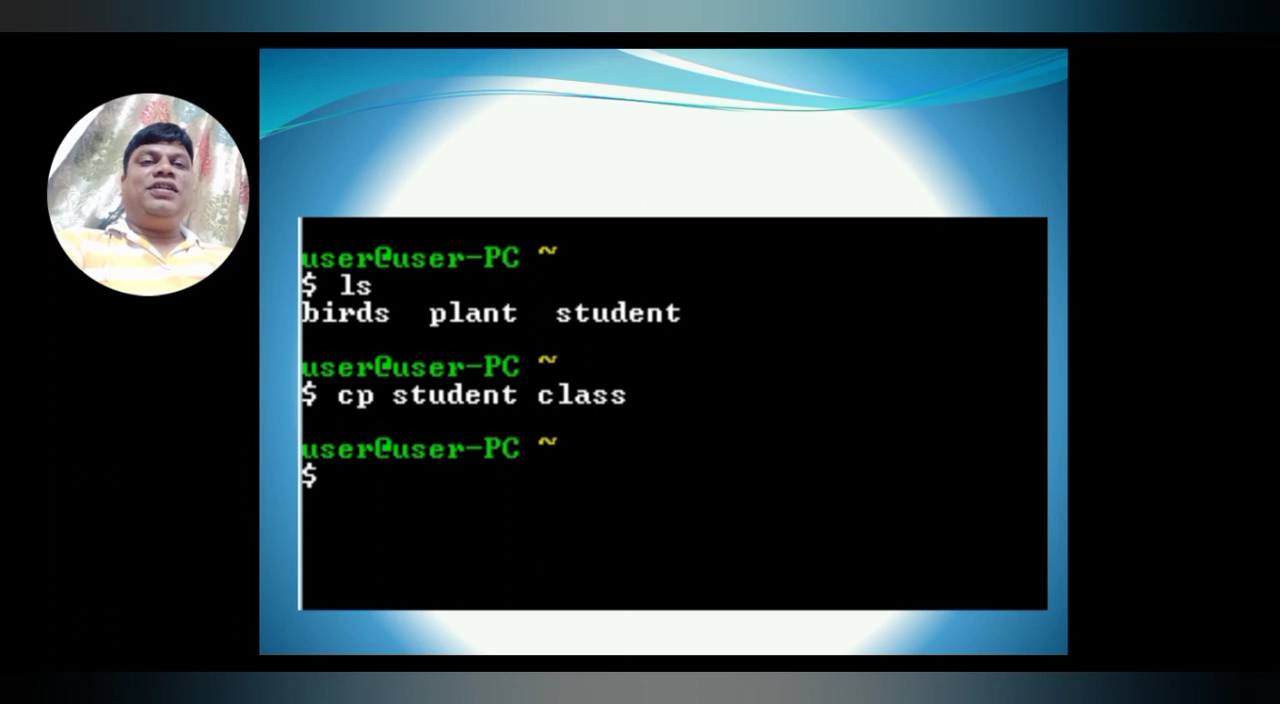 user@user-PC ~
$ ls
birds plant student
user@user-PC ~
$ cp student class
user@user-PC ~
$